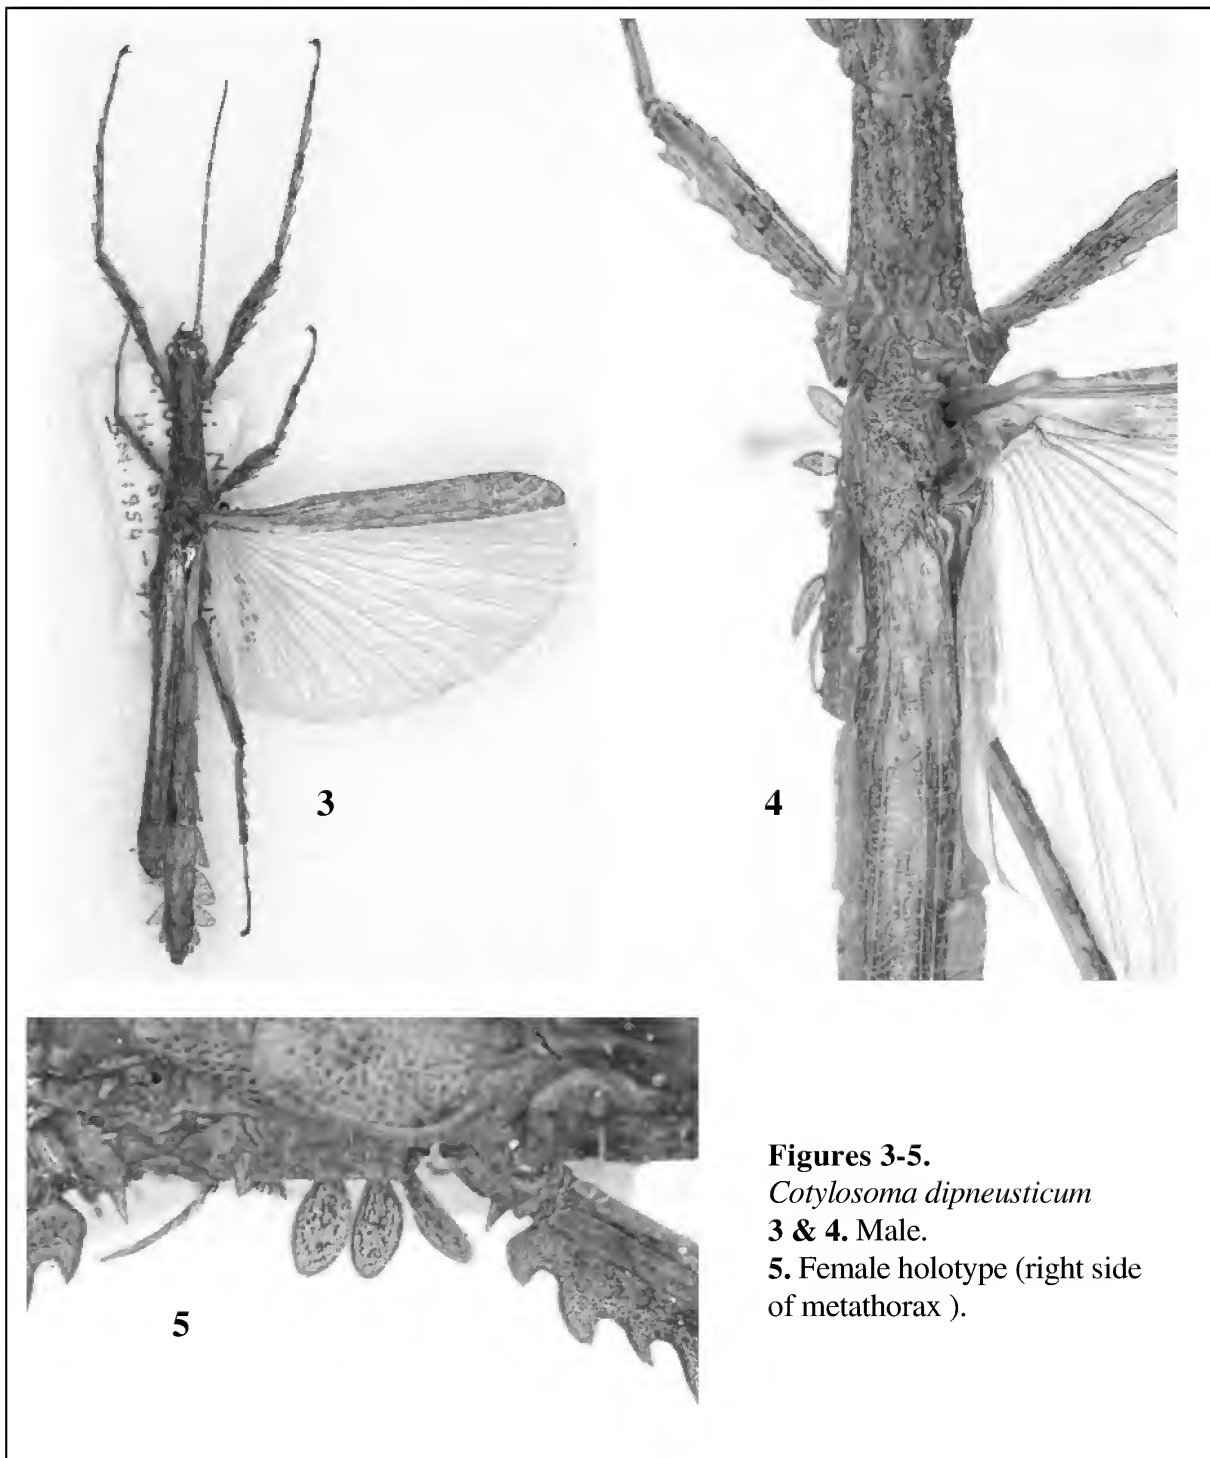 3
4
5
Figures 3-5.
Cotylosoma dipneusticum
3 & 4. Male.
5. Female holotype (right side
of metathorax ).